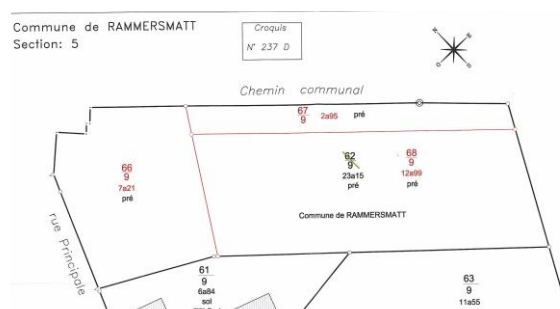 Commune de RAMMERSMATT
Section: 5
Croquis
N° 237 D
Chemin communal
67
9
2a95
pré
66
9
7a21
pré
62
9
23a15
pré
68
9
12a99
pré
Commune de RAMMERSMATT
rue Principale
61
9
6a84
sol
63
9
11a55